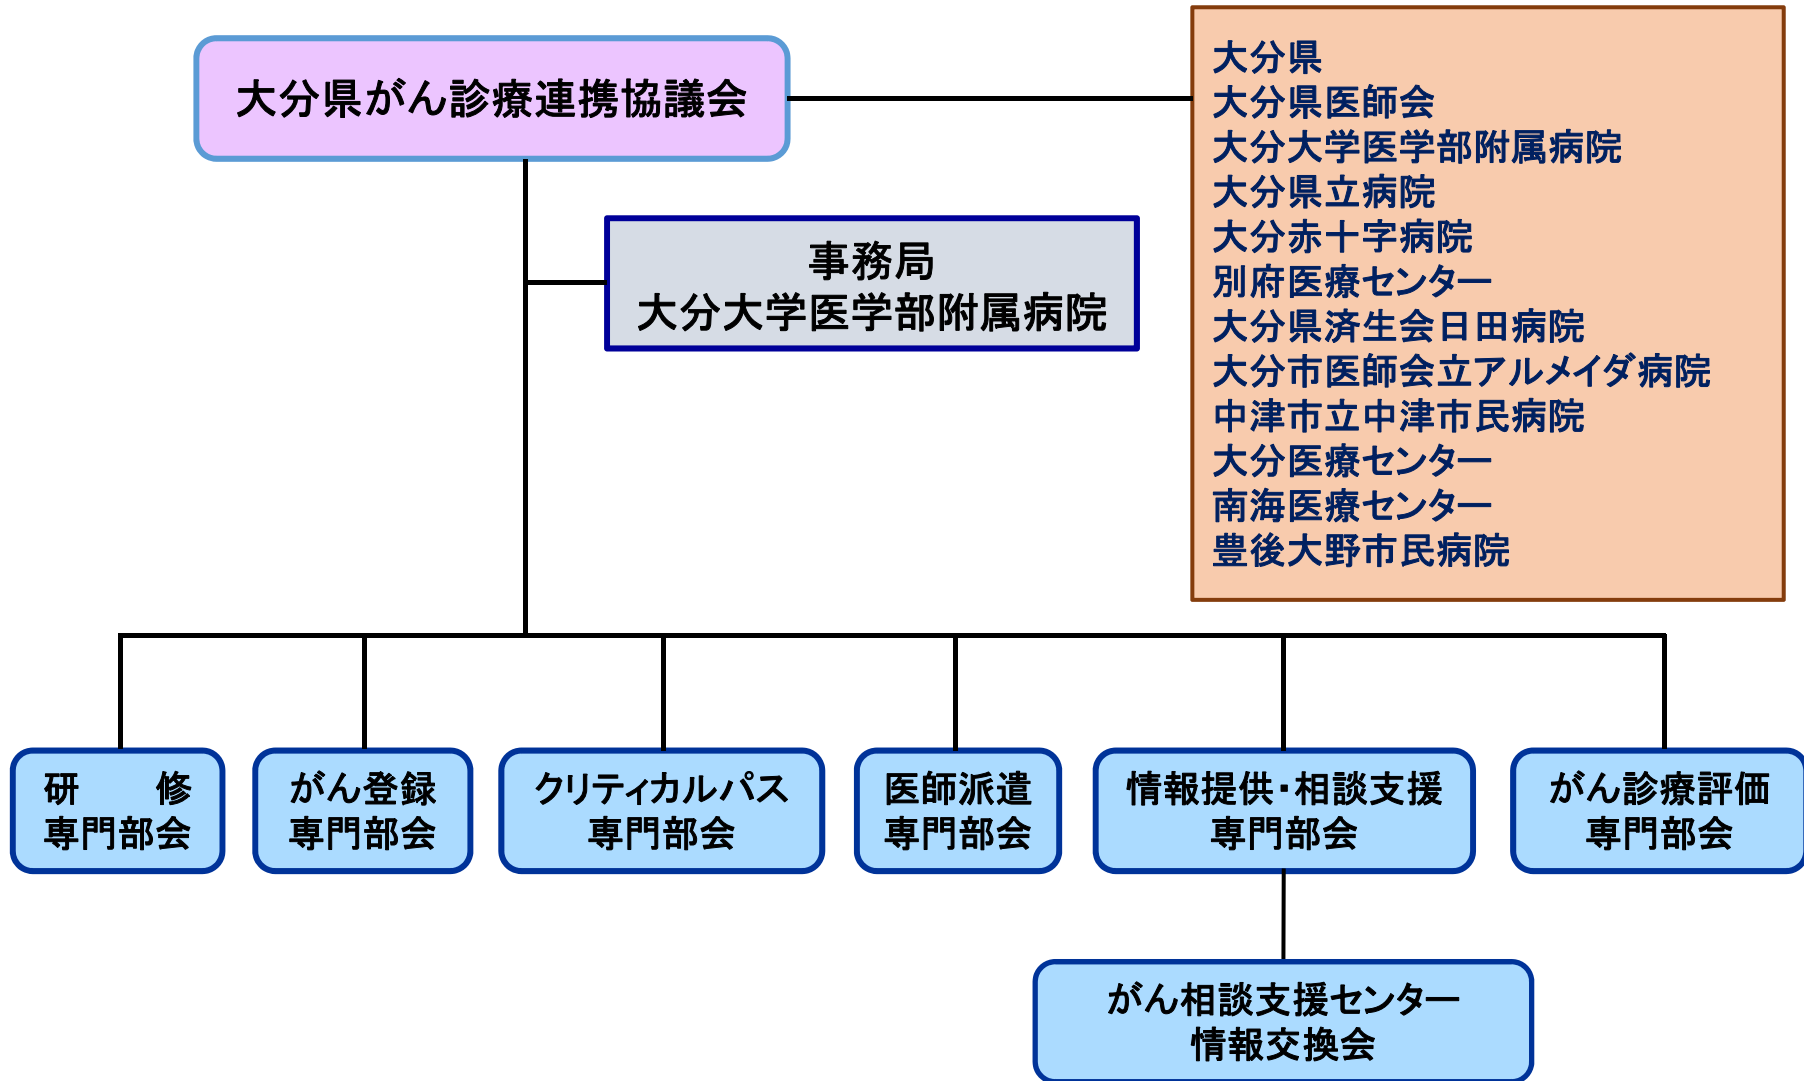 大分県がん診療連携協議会
大分県
大分県医師会
大分大学医学部附属病院
大分県立病院
大分赤十字病院
別府医療センター
大分県済生会日田病院
大分市医師会立アルメイダ病院
中津市立中津市民病院
大分医療センター
南海医療センター
豊後大野市民病院
事務局
大分大学医学部附属病院
研　　修
専門部会
がん登録
専門部会
クリティカルパス
専門部会
医師派遣
専門部会
情報提供・相談支援
専門部会
がん診療評価
専門部会
がん相談支援センター
情報交換会